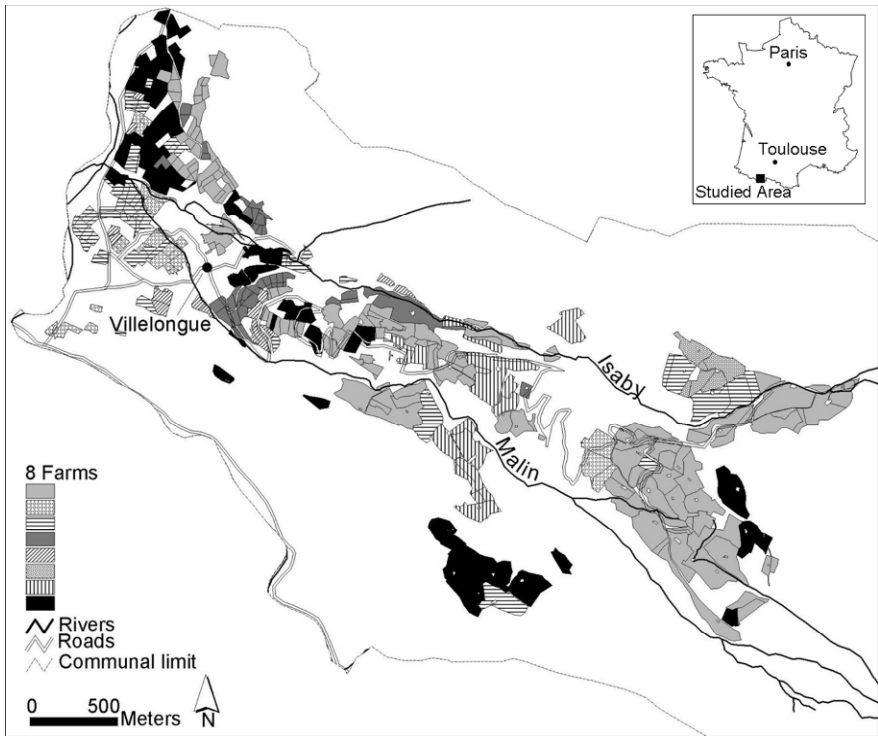 Paris
Toulouse
Studied Area
Villelongue
Isaby
Malin
8 Farms
Rivers
Roads
Communal limit
0 500
Meters
N